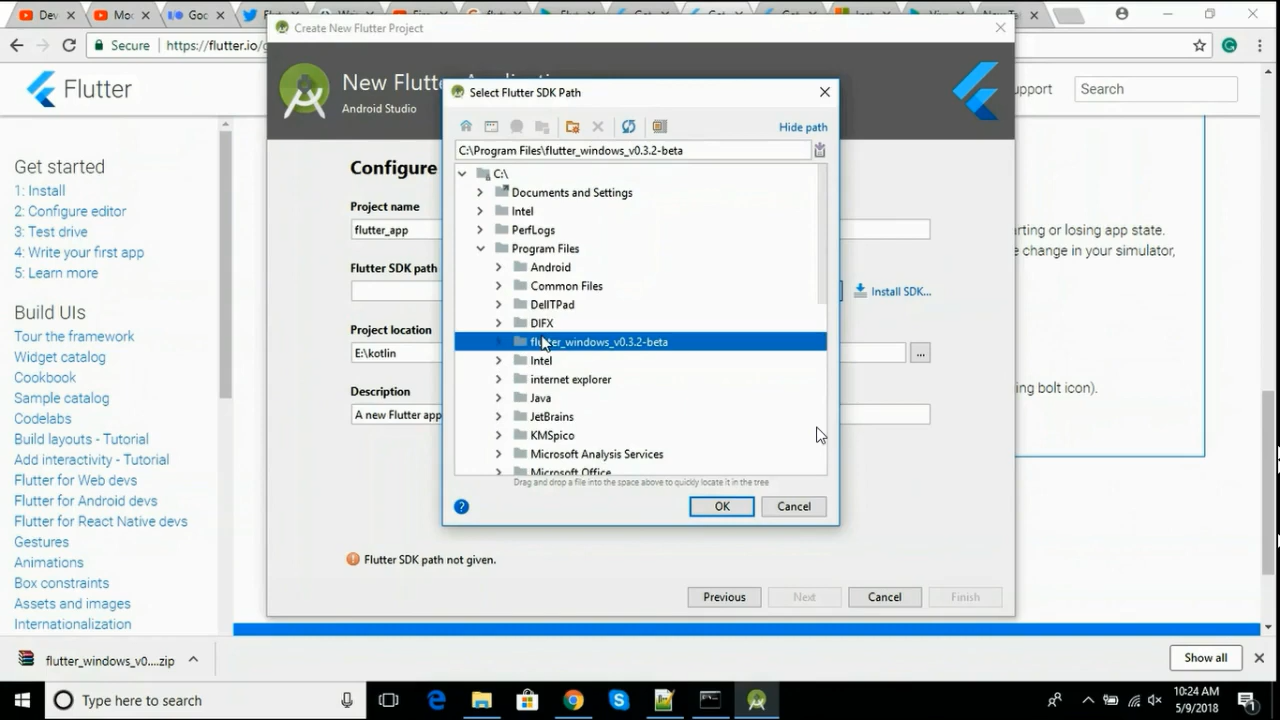 Dev
Mo
Goo
Create New Flutter Project
Secure
https://flutter.io/g
Flutter
New Flutte
Android Studio
upport
Search
Select Flutter SDK Path
Hide path
C:\Program Files\flutter_windows_v0.3.2-beta
C:\
Documents and Settings
Intel
PerfLogs
Program Files
Android
Common Files
DellTPad
DIFX
flutter_windows_v0.3.2-beta
Intel
internet explorer
Java
JetBrains
KMSpico
Microsoft Analysis Services
Microsoft Office
Drag and drop a file into the space above to quickly locate it in the tree
?
OK
Cancel
Get started
1: Install
2: Configure editor
3: Test drive
4: Write your first app
5: Learn more
Build UIs
Tour the framework
Widget catalog
Cookbook
Sample catalog
Codelabs
Build layouts - Tutorial
Add interactivity - Tutorial
Flutter for Web devs
Flutter for Android devs
Flutter for React Native devs
Gestures
Animations
Box constraints
Assets and images
Internationalization
Configure
Project name
flutter_app
Flutter SDK path
Install SDK...
Project location
E:\kotlin
...
Description
A new Flutter app
Flutter SDK path not given.
Previous
Next
Cancel
Finish
arting or losing app state.
e change in your simulator,
ing bolt icon).
flutter_windows_v0....zip
Show all
Type here to search
10:24 AM
5/9/2018
1